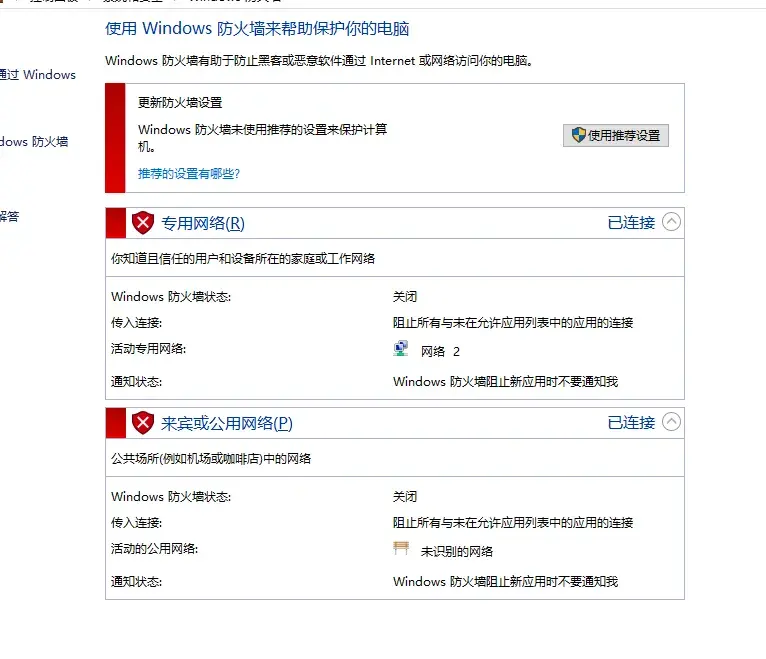 使用 Windows 防火墙来帮助保护你的电脑
Windows 防火墙有助于防止黑客或恶意软件通过 Internet 或网络访问你的电脑。
通过 Windows
dows 防火墙
解答
更新防火墙设置
Windows 防火墙未使用推荐的设置来保护计算
机。
使用推荐设置
推荐的设置有哪些?
专用网络(R)
已连接
你知道且信任的用户和设备所在的家庭或工作网络
Windows 防火墙状态:
关闭
传入连接:
阻止所有与未在允许应用列表中的应用的连接
活动专用网络:
网络 2
通知状态:
Windows 防火墙阻止新应用时不要通知我
来宾或公用网络(P)
已连接
公共场所(例如机场或咖啡店)中的网络
Windows 防火墙状态:
关闭
传入连接:
阻止所有与未在允许应用列表中的应用的连接
活动的公用网络:
未识别的网络
通知状态:
Windows 防火墙阻止新应用时不要通知我